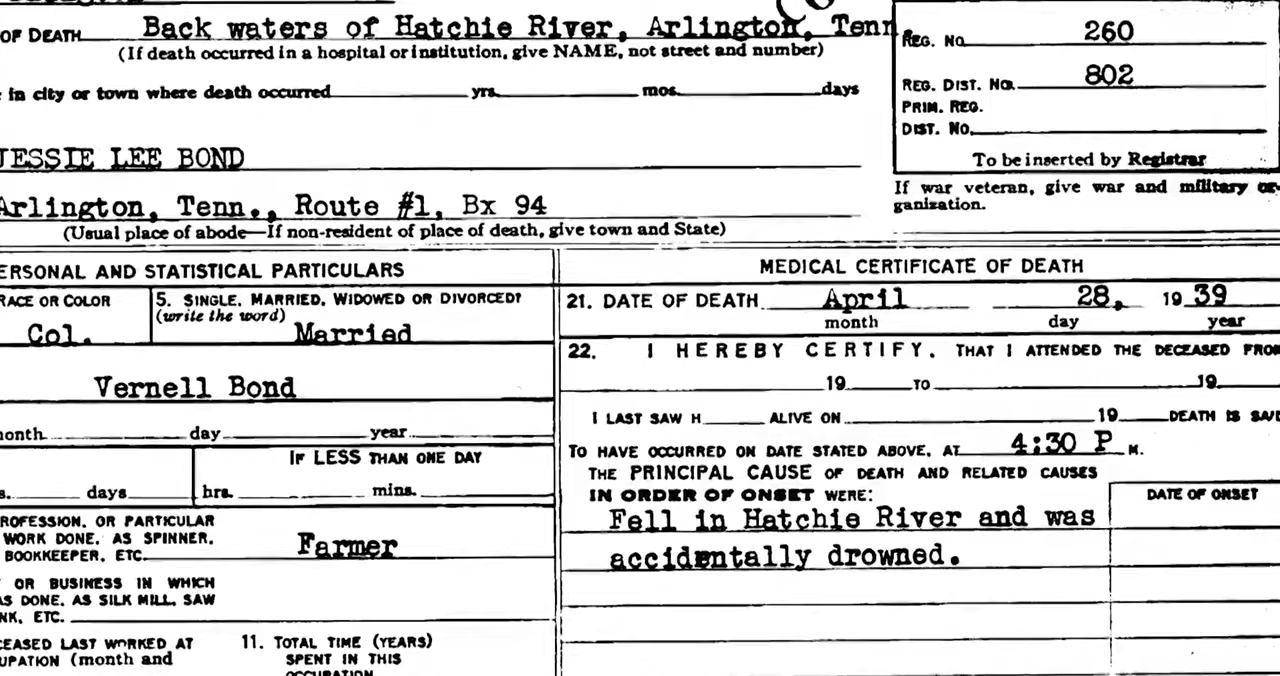 OF DEATH Back waters of Hatchie River, Arlington, Tenn.
(If death occurred in a hospital or institution, give NAME, not street and number)
in city or town where death occurred yrs. mos. days
REG. NO. 260
REG. DIST. NO. 802
PRIM. REG.
DIST. NO.
To be inserted by Registrar
JESSIE LEE BOND
If war veteran, give war and military or-
ganization.
Arlington, Tenn., Route #1, Bx 94
(Usual place of abode—If non-resident of place of death, give town and State)
PERSONAL AND STATISTICAL PARTICULARS
RACE OR COLOR
Col.
5. SINGLE, MARRIED, WIDOWED OR DIVORCED?
(write the word)
Married
Vernell Bond
month day year
IF LESS THAN ONE DAY
s. days hrs. mins.
PROFESSION, OR PARTICULAR
WORK DONE, AS SPINNER,
BOOKKEEPER, ETC. Farmer
OR BUSINESS IN WHICH
AS DONE, AS SILK MILL, SAW
NK, ETC.
CEASED LAST WORKED AT
UPATION (month and
11. TOTAL TIME (YEARS)
SPENT IN THIS
OCCUPATION
MEDICAL CERTIFICATE OF DEATH
21. DATE OF DEATH April 28, 1939
month day year
22. I HEREBY CERTIFY, THAT I ATTENDED THE DECEASED FROM
19 TO 19
I LAST SAW H ALIVE ON 19 DEATH IS SAID
TO HAVE OCCURRED ON DATE STATED ABOVE, AT 4:30 P M.
THE PRINCIPAL CAUSE OF DEATH AND RELATED CAUSES
IN ORDER OF ONSET WERE:
DATE OF ONSET
Fell in Hatchie River and was
accidentally drowned.